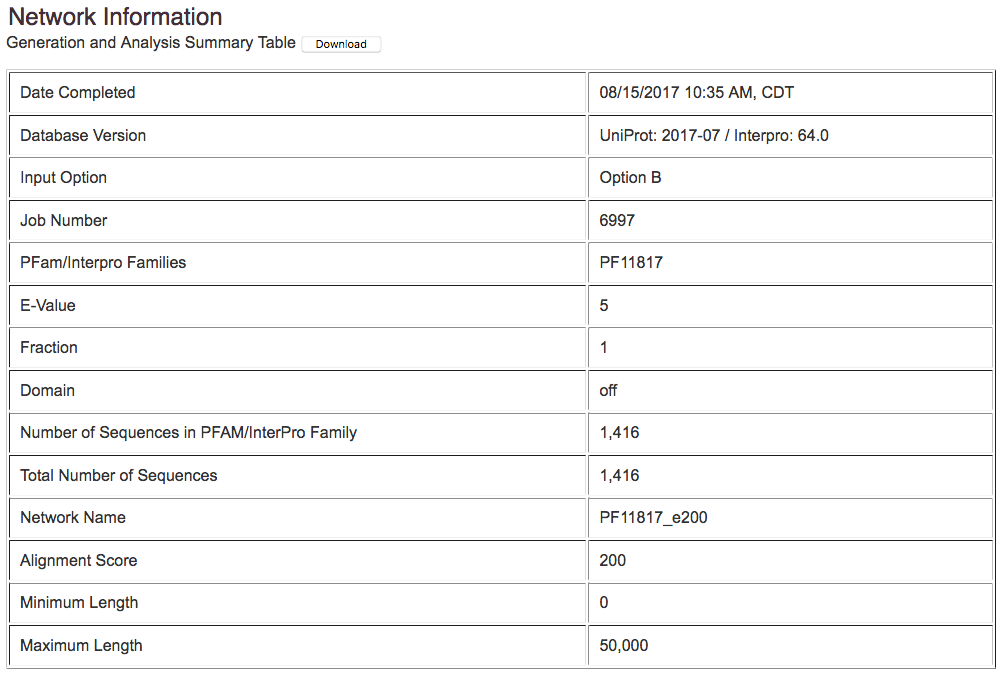 Network Information
Generation and Analysis Summary Table Download
Date Completed 08/15/2017 10:35 AM, CDT
Database Version UniProt: 2017-07 / Interpro: 64.0
Input Option Option B
Job Number 6997
PFam/Interpro Families PF11817
E-Value 5
Fraction 1
Domain off
Number of Sequences in PFAM/InterPro Family 1,416
Total Number of Sequences 1,416
Network Name PF11817_e200
Alignment Score 200
Minimum Length 0
Maximum Length 50,000